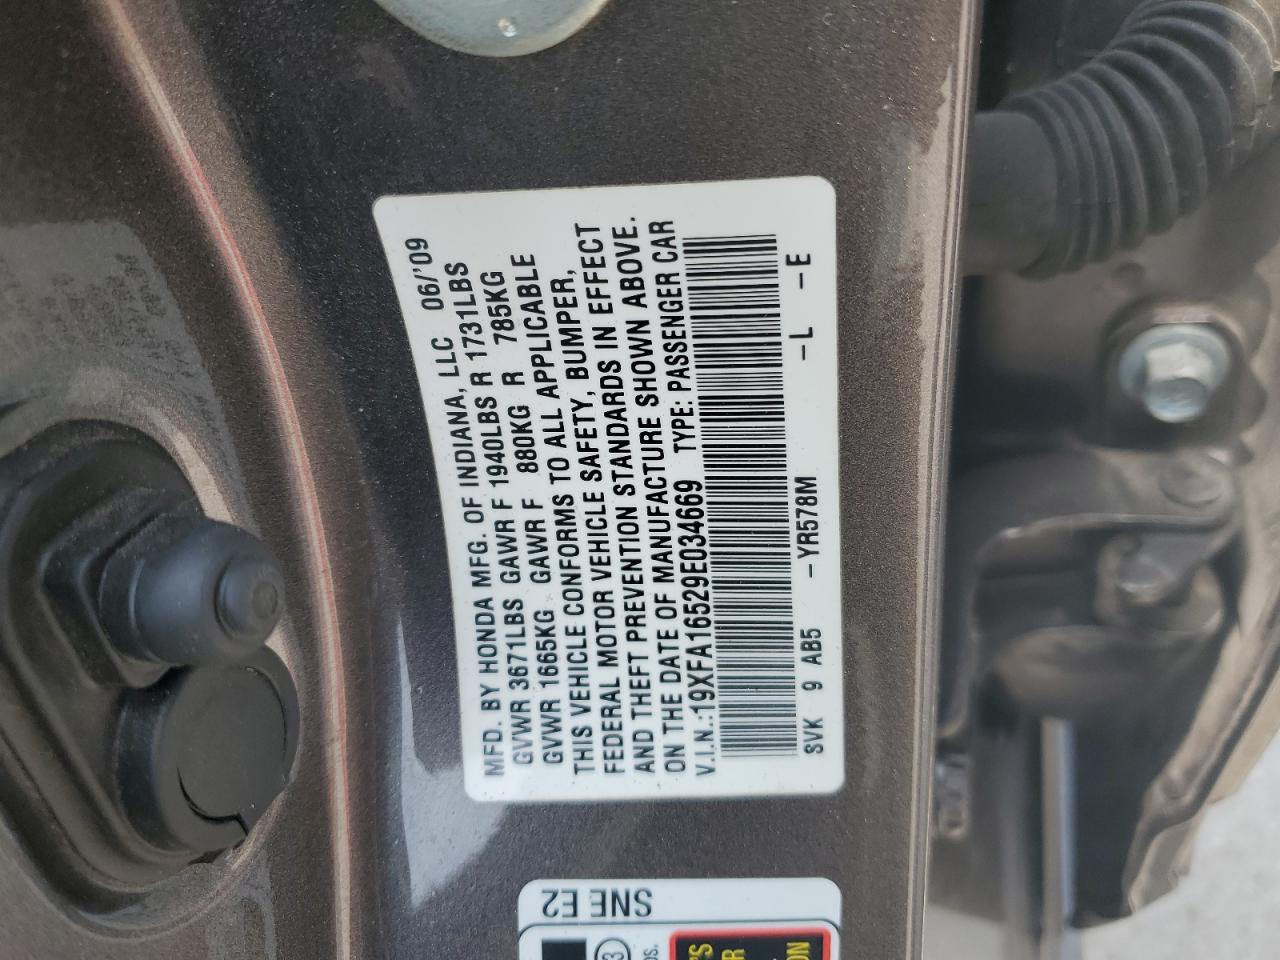 MFD. BY HONDA MFG. OF INDIANA, LLC 06/'09
GVWR 3671LBS GAWR F 1940LBS R 1731LBS
GVWR 1665KG GAWR F 880KG R 785KG
THIS VEHICLE CONFORMS TO ALL APPLICABLE
FEDERAL MOTOR VEHICLE SAFETY, BUMPER,
AND THEFT PREVENTION STANDARDS IN EFFECT
ON THE DATE OF MANUFACTURE SHOWN ABOVE.
V.I.N.:19XFA16529E034669 TYPE: PASSENGER CAR
SVK 9 AB5 - YR578M - L - E
SNE E2